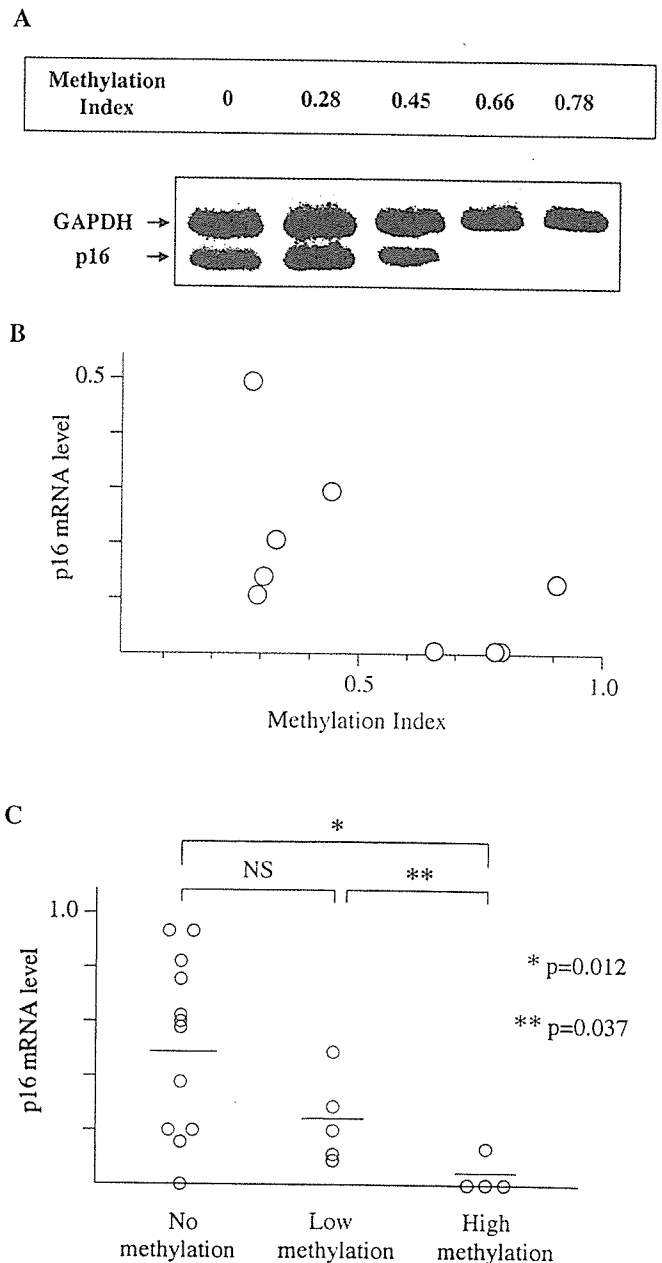 A
Methylation
Index
0 0.28 0.45 0.66 0.78
GAPDH →
p16 →
B
0.5
p16 mRNA level
0.5 1.0
Methylation Index
C
*
NS **
1.0
* p=0.012
** p=0.037
p16 mRNA level
No Low High
methylation methylation methylation